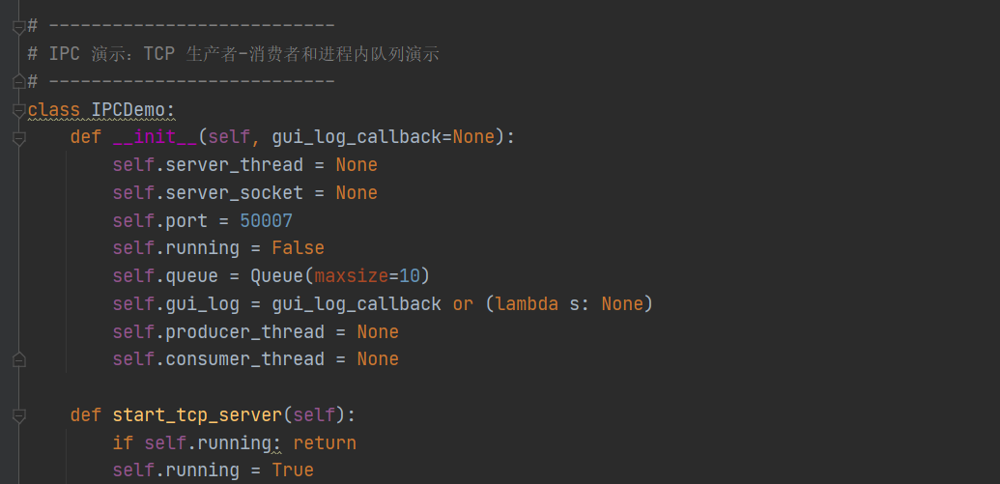 # ---------------------------
# IPC 演示：TCP 生产者-消费者和进程内队列演示
# ---------------------------
class IPCDemo:
    def __init__(self, gui_log_callback=None):
        self.server_thread = None
        self.server_socket = None
        self.port = 50007
        self.running = False
        self.queue = Queue(maxsize=10)
        self.gui_log = gui_log_callback or (lambda s: None)
        self.producer_thread = None
        self.consumer_thread = None

    def start_tcp_server(self):
        if self.running: return
        self.running = True